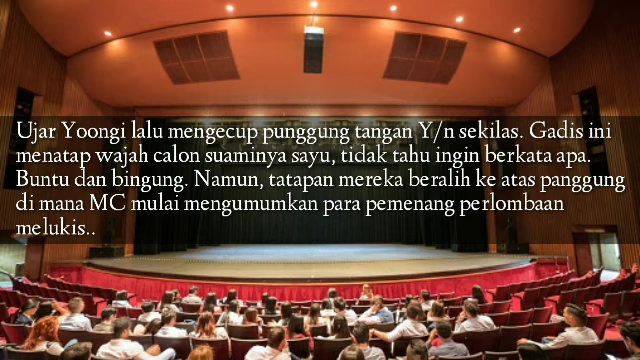 Ujar Yoongi lalu mengecup punggung tangan Y/n sekilas. Gadis ini
menatap wajah calon suaminya sayu, tidak tahu ingin berkata apa.
Buntu dan bingung. Namun, tatapan mereka beralih ke atas panggung
di mana MC mulai mengumumkan para pemenang perlombaan
melukis..